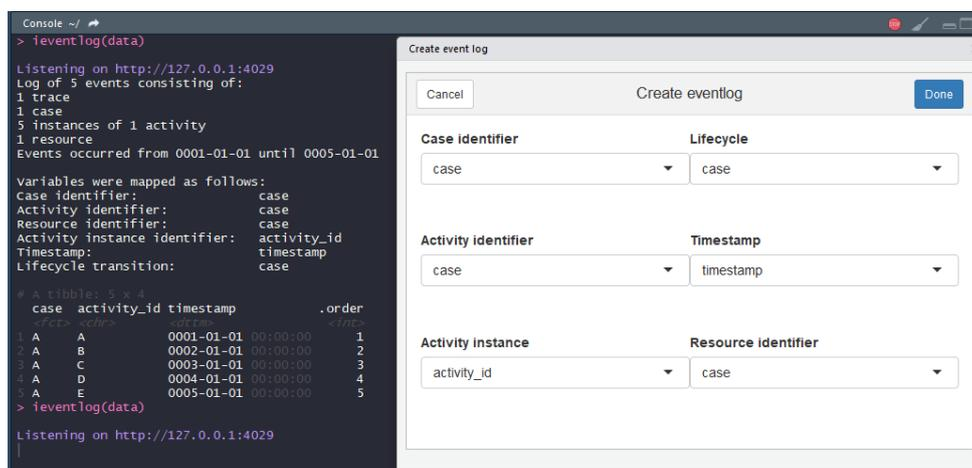 Console ~/
> ieventlog(data)
Listening on http://127.0.0.1:4029
Log of 5 events consisting of:
1 trace
1 case
5 instances of 1 activity
1 resource
Events occurred from 0001-01-01 until 0005-01-01
Variables were mapped as follows:
Case identifier: case
Activity identifier: case
Resource identifier: case
Activity instance identifier: activity_id
Timestamp: timestamp
Lifecycle transition: case
# A tibble: 5 x 4
case activity_id timestamp .order
<fct> <chr> <dttm> <int>
1 A A 0001-01-01 00:00:00 1
2 A B 0002-01-01 00:00:00 2
3 A C 0003-01-01 00:00:00 3
4 A D 0004-01-01 00:00:00 4
5 A E 0005-01-01 00:00:00 5
> ieventlog(data)
Listening on http://127.0.0.1:4029
STOP
Create event log
Cancel Create eventlog Done
Case identifier Lifecycle
case case
Activity identifier Timestamp
case timestamp
Activity instance Resource identifier
activity_id case